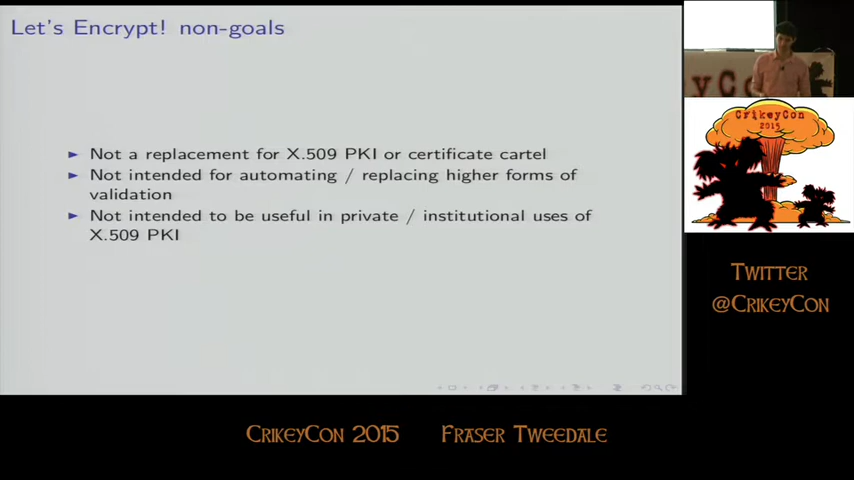 Let's Encrypt! non-goals
Not a replacement for X.509 PKI or certificate cartel
Not intended for automating / replacing higher forms of
validation
Not intended to be useful in private / institutional uses of
X.509 PKI
yC
CrikeyCon
2015
Twitter
@CrikeyCon
CrikeyCon 2015
Fraser Tweedale